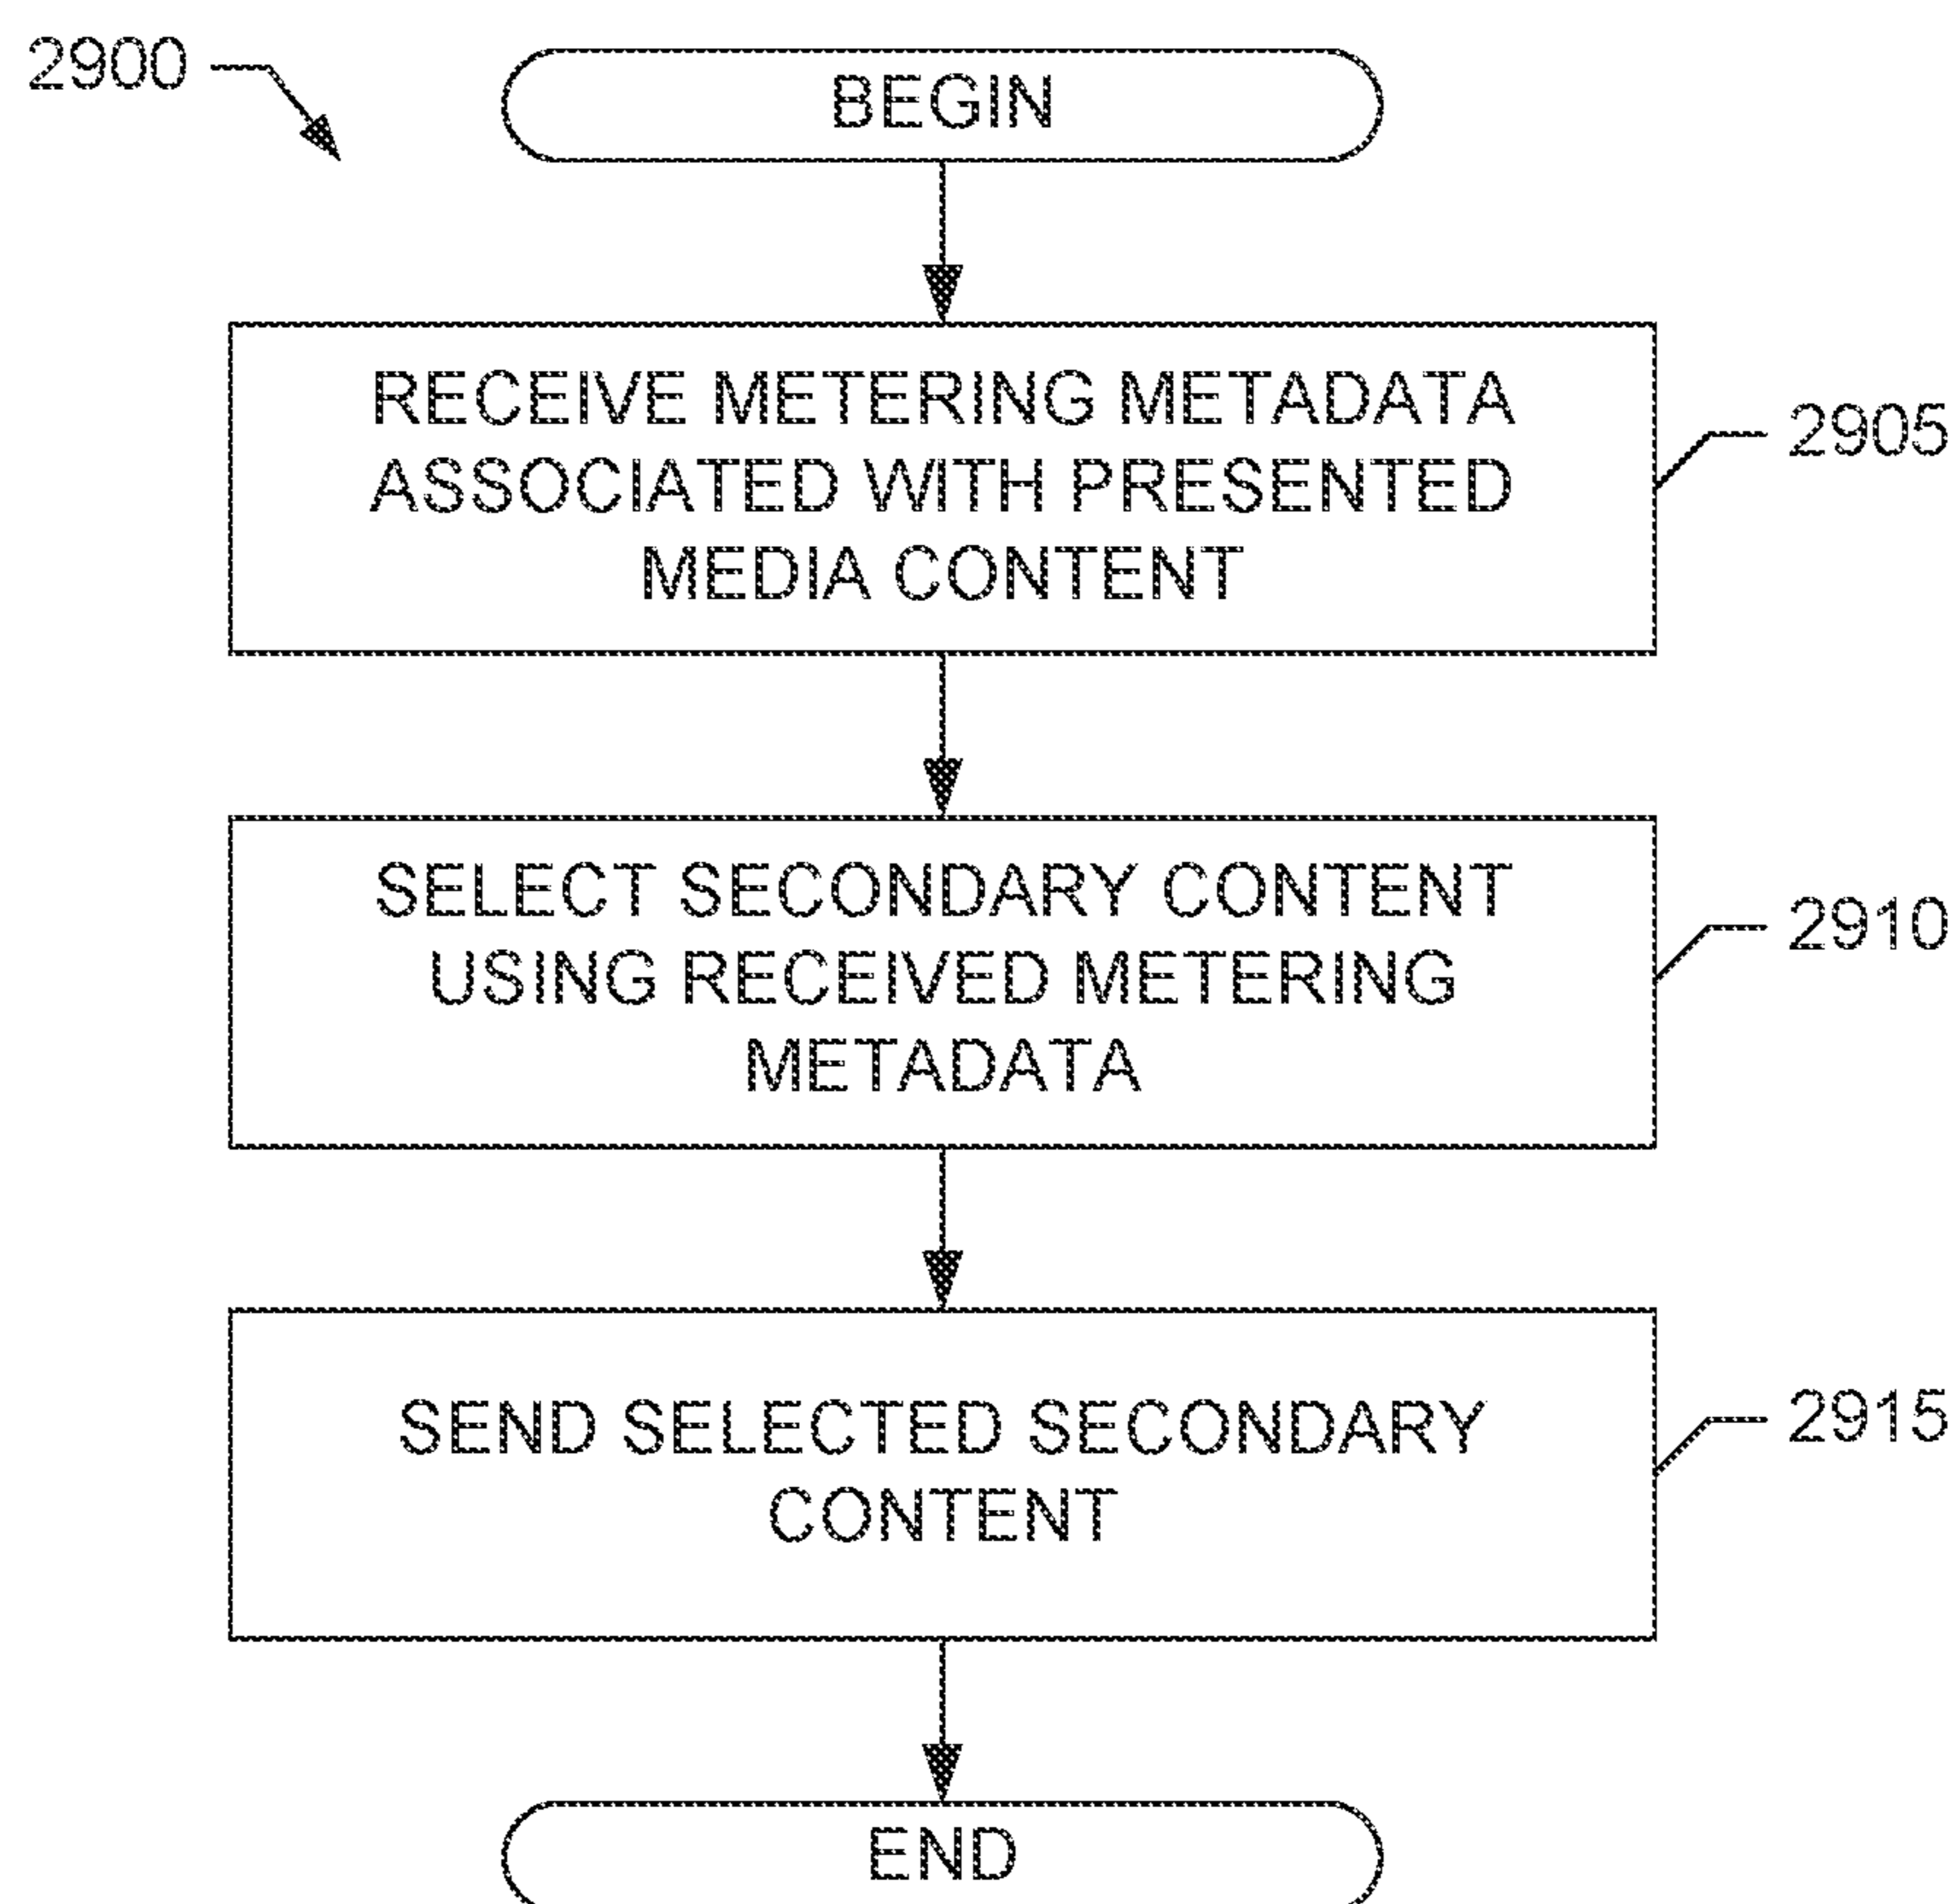 2900
BEGIN
RECEIVE METERING METADATA
ASSOCIATED WITH PRESENTED
MEDIA CONTENT
2905
SELECT SECONDARY CONTENT
USING RECEIVED METERING
METADATA
2910
SEND SELECTED SECONDARY
CONTENT
2915
END